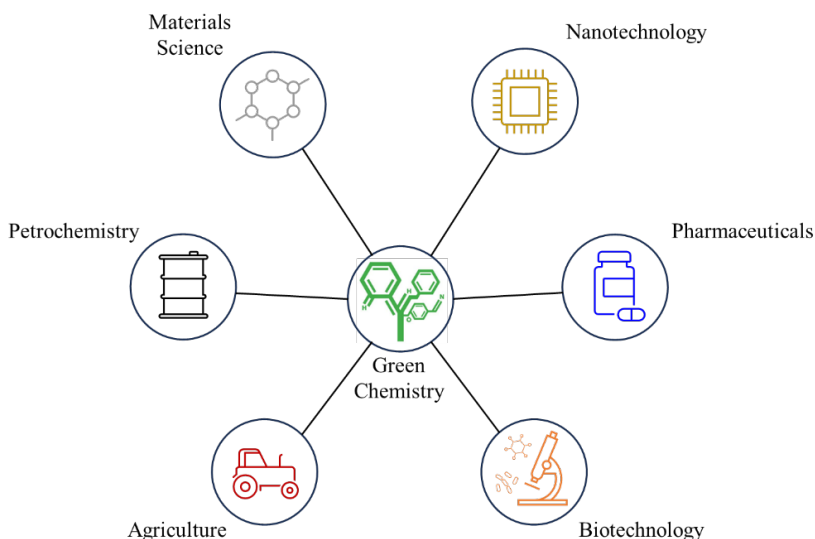 Materials
Science
Nanotechnology
Petrochemistry
Pharmaceuticals
H
H
N
O
Green
Chemistry
Agriculture
Biotechnology